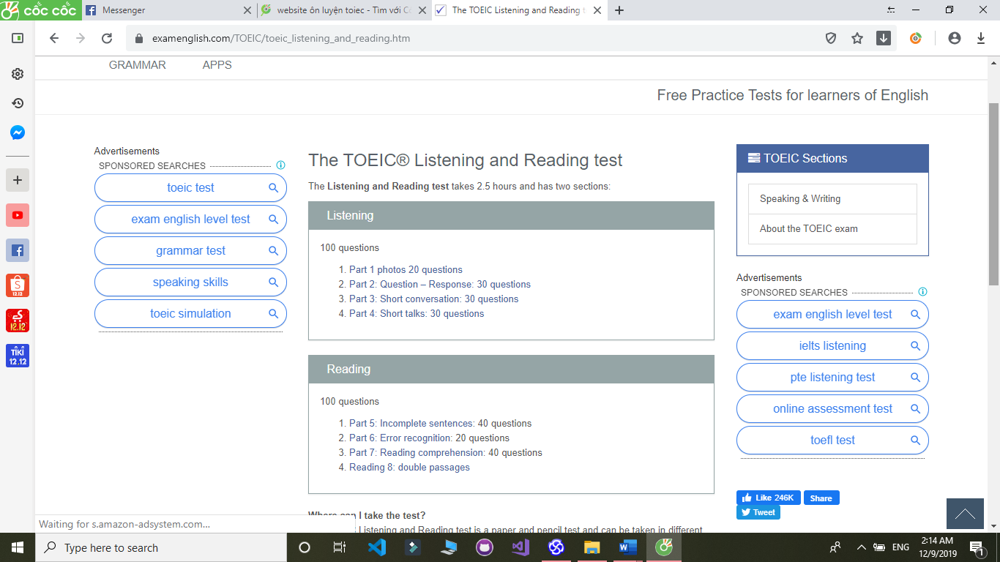 cốc cốc
Messenger
website ôn luyện toiec - Tìm với C
The TOEIC Listening and Reading t
examenglish.com/TOEIC/toeic_listening_and_reading.htm
GRAMMAR
APPS
Free Practice Tests for learners of English
Advertisements
SPONSORED SEARCHES
toeic test
exam english level test
grammar test
speaking skills
toeic simulation
The TOEIC® Listening and Reading test
The Listening and Reading test takes 2.5 hours and has two sections:
Listening
100 questions
1. Part 1 photos 20 questions
2. Part 2: Question – Response: 30 questions
3. Part 3: Short conversation: 30 questions
4. Part 4: Short talks: 30 questions
Reading
100 questions
1. Part 5: Incomplete sentences: 40 questions
2. Part 6: Error recognition: 20 questions
3. Part 7: Reading comprehension: 40 questions
4. Reading 8: double passages
Where can I take the test?
Listening and Reading test is a paper and pencil test and can be taken in different
TOEIC Sections
Speaking & Writing
About the TOEIC exam
Advertisements
SPONSORED SEARCHES
exam english level test
ielts listening
pte listening test
online assessment test
toefl test
Like 246K
Share
Tweet
12.12
12.12
TIKI
12.12
Waiting for s.amazon-adsystem.com...
Type here to search
ENG
2:14 AM
12/9/2019
1